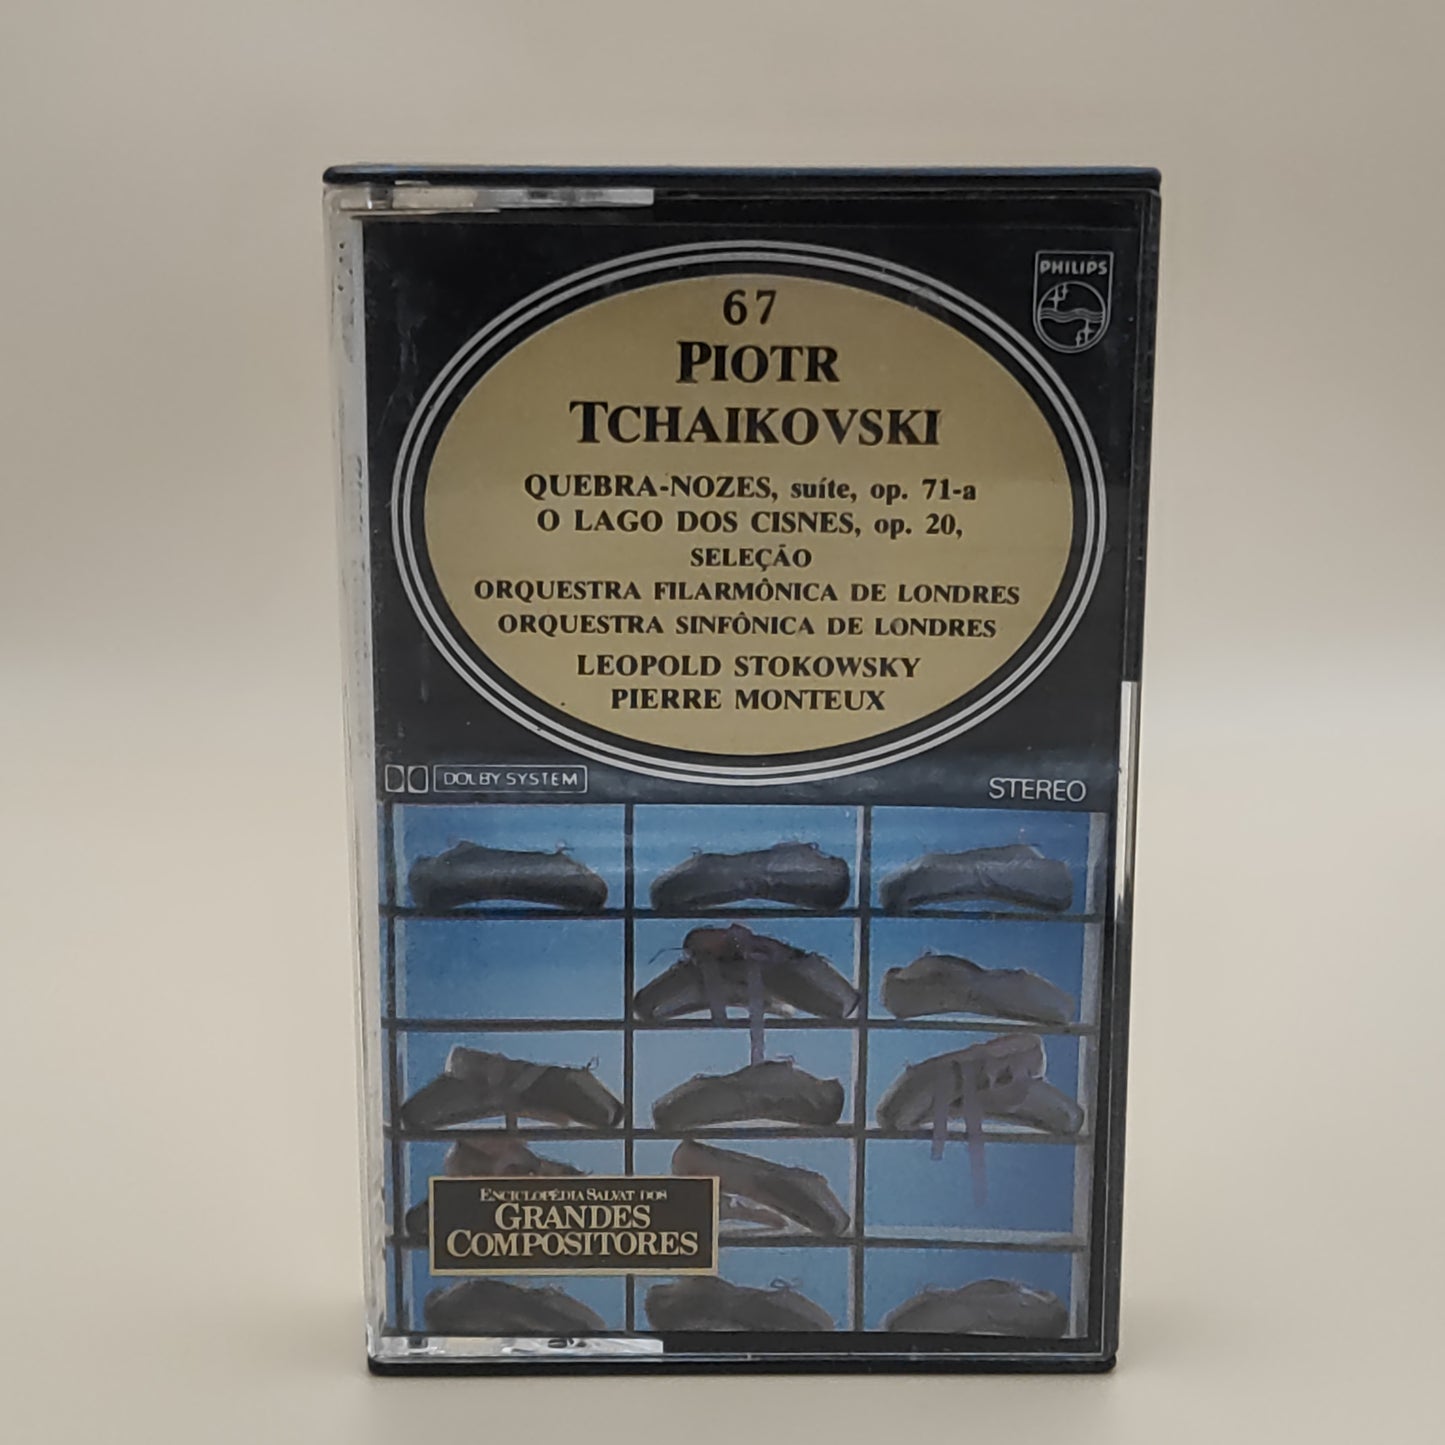 PHILIPS
67
PIOTR
TCHAIKOVSKI
QUEBRA-NOZES, suíte, op. 71-a
O LAGO DOS CISNES, op. 20,
SELEÇÃO
ORQUESTRA FILARMÔNICA DE LONDRES
ORQUESTRA SINFÔNICA DE LONDRES
LEOPOLD STOKOWSKY
PIERRE MONTEUX
DOLBY SYSTEM
STEREO
ENCICLOPÉDIA SALVAT DOS
GRANDES
COMPOSITORES